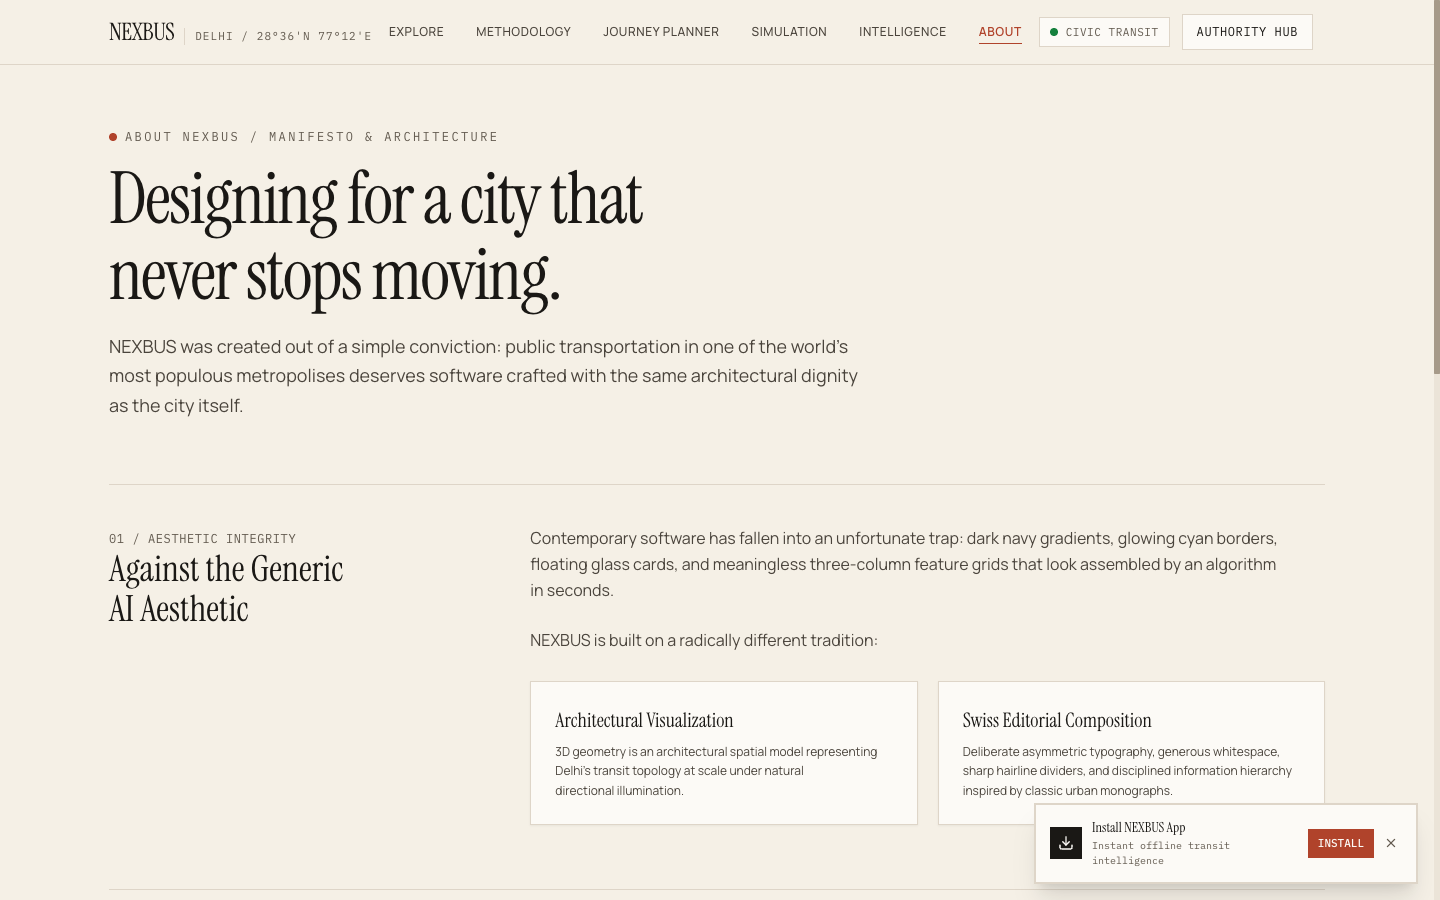 NEXBUS
DELHI / 28°36'N 77°12'E
EXPLORE
METHODOLOGY
JOURNEY PLANNER
SIMULATION
INTELLIGENCE
ABOUT
CIVIC TRANSIT
AUTHORITY HUB
ABOUT NEXBUS / MANIFESTO & ARCHITECTURE
Designing for a city that
never stops moving.
NEXBUS was created out of a simple conviction: public transportation in one of the world's
most populous metropolises deserves software crafted with the same architectural dignity
as the city itself.
01 / AESTHETIC INTEGRITY
Against the Generic
AI Aesthetic
Contemporary software has fallen into an unfortunate trap: dark navy gradients, glowing cyan borders,
floating glass cards, and meaningless three-column feature grids that look assembled by an algorithm
in seconds.
NEXBUS is built on a radically different tradition:
Architectural Visualization
3D geometry is an architectural spatial model representing
Delhi's transit topology at scale under natural
directional illumination.
Swiss Editorial Composition
Deliberate asymmetric typography, generous whitespace,
sharp hairline dividers, and disciplined information hierarchy
inspired by classic urban monographs.
Install NEXBUS App
Instant offline transit
intelligence
INSTALL